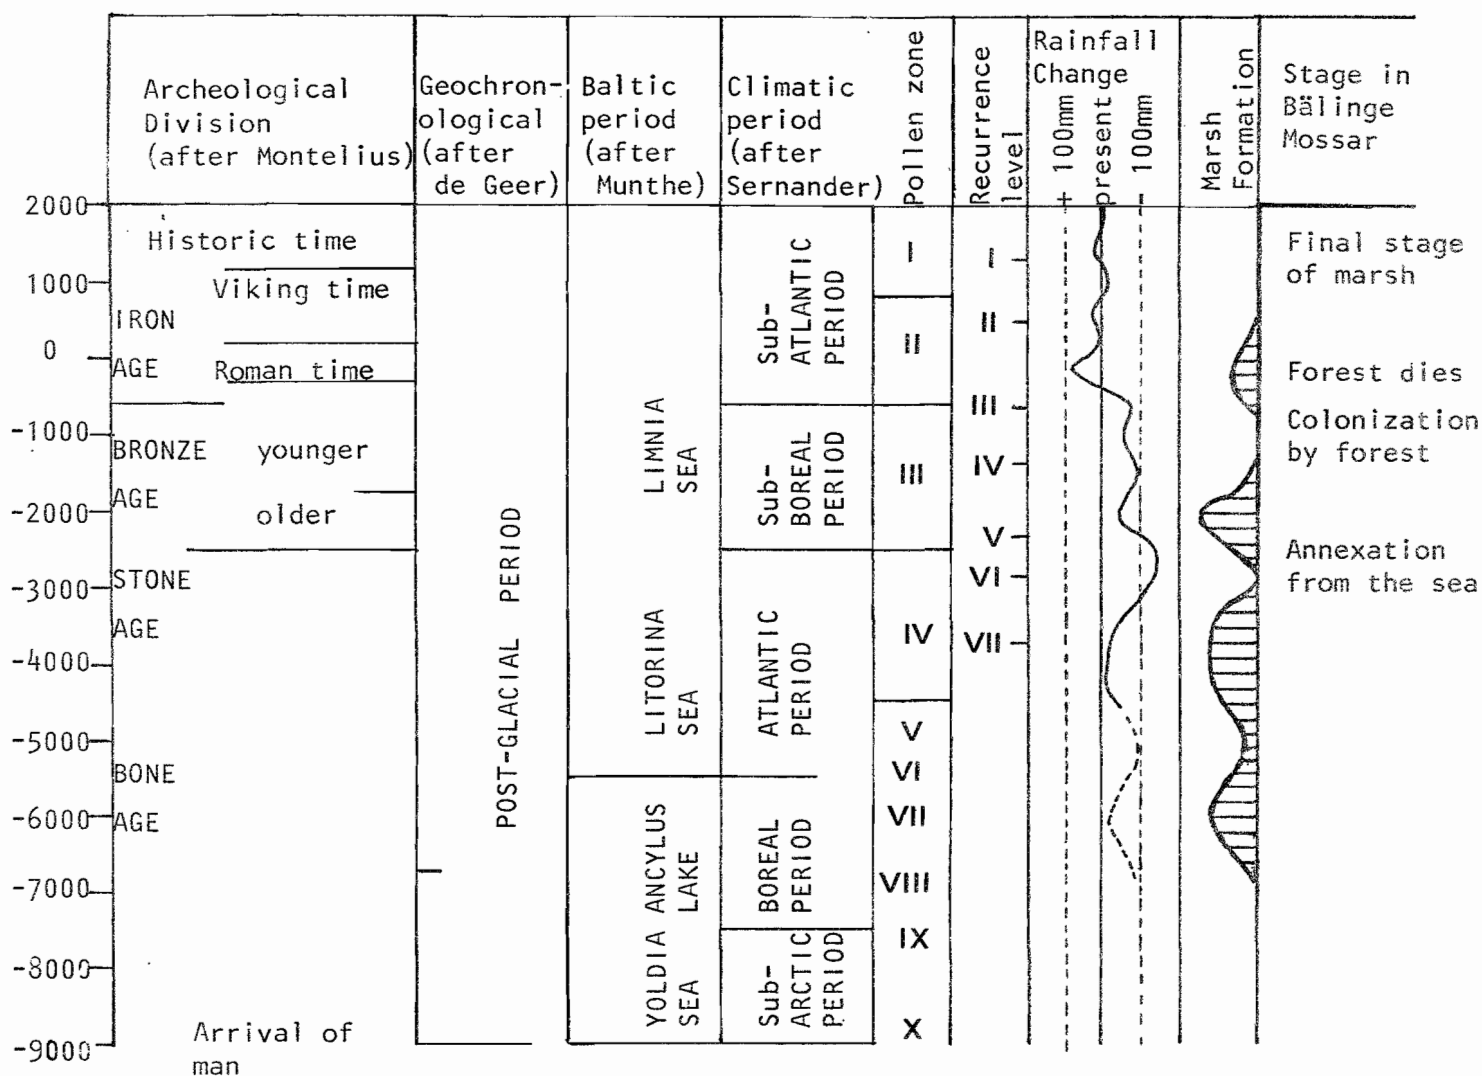 Archeological
Division
(after Montelius)
Geochron-
ological
(after
de Geer)
Baltic
period
(after
Munthe)
Climatic
period
(after
Sernander)
Pollen zone
Recurrence
level
Rainfall
Change
+ 100mm
present
- 100mm
Marsh
Formation
Stage in
Bälinge
Mossar
2000
1000
0
-1000
-2000
-3000
-4000
-5000
-6000
-7000
-8000
-9000
Historic time
Viking time
IRON
AGE
Roman time
BRONZE
AGE
younger
older
STONE
AGE
BONE
AGE
Arrival of
man
POST-GLACIAL PERIOD
LIMNIA
SEA
LITORINA
SEA
ANCYLUS
LAKE
YOLDIA
SEA
Sub-
ATLANTIC
PERIOD
Sub-
BOREAL
PERIOD
ATLANTIC
PERIOD
BOREAL
PERIOD
Sub-
ARCTIC
PERIOD
I
II
III
IV
V
VI
VII
VIII
IX
X
I
II
III
IV
V
VI
VII
Final stage
of marsh
Forest dies
Colonization
by forest
Annexation
from the sea